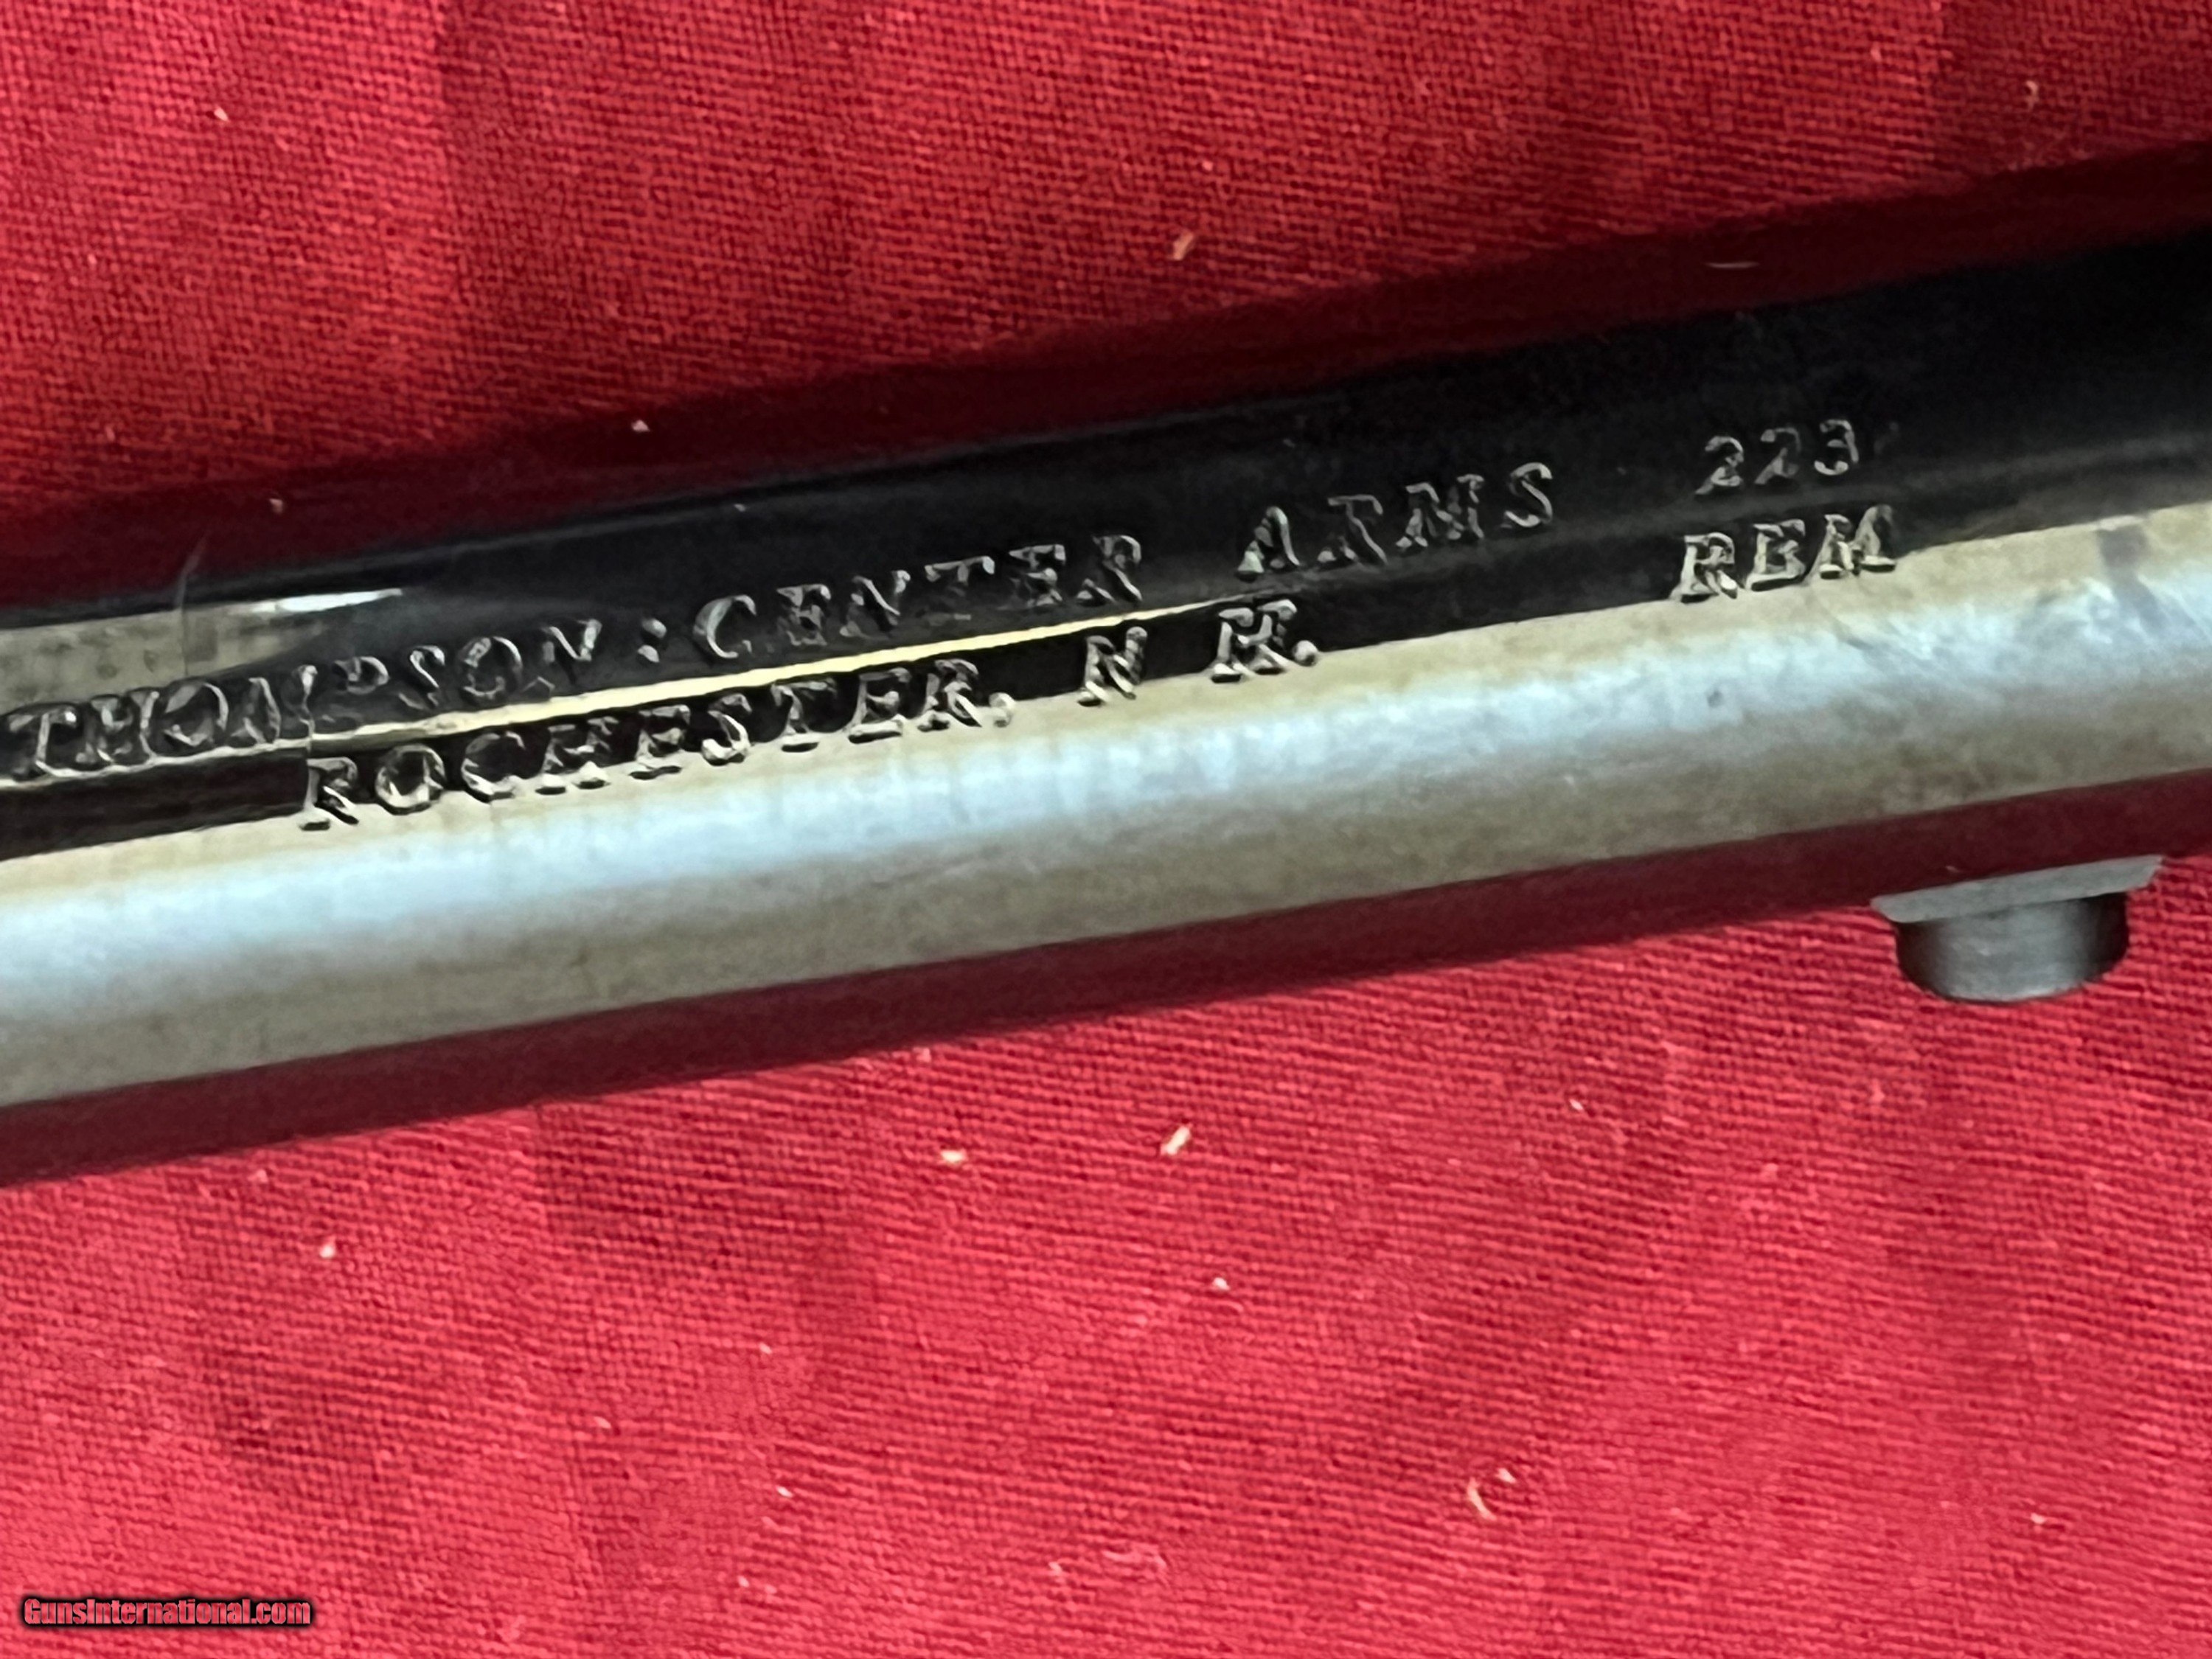 THOMPSON:CENTER ARMS
ROCHESTER, N H.
223
REM
GunsInternational.com